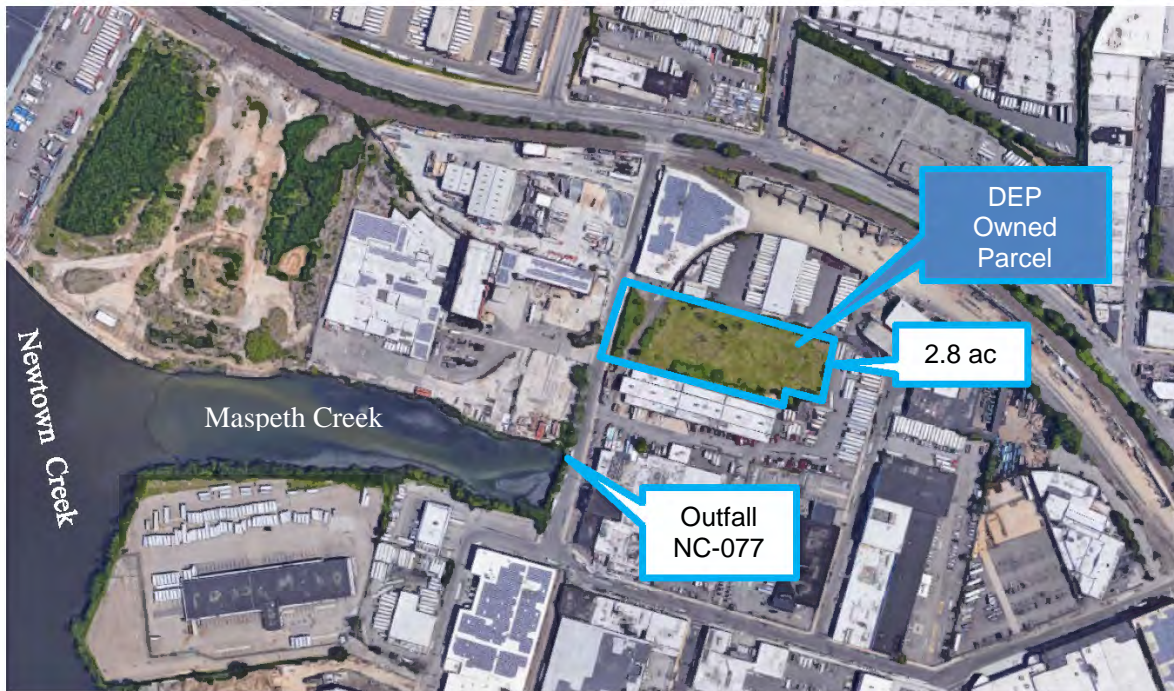 DEP
Owned
Parcel
2.8 ac
Newtown Creek
Maspeth Creek
Outfall
NC-077